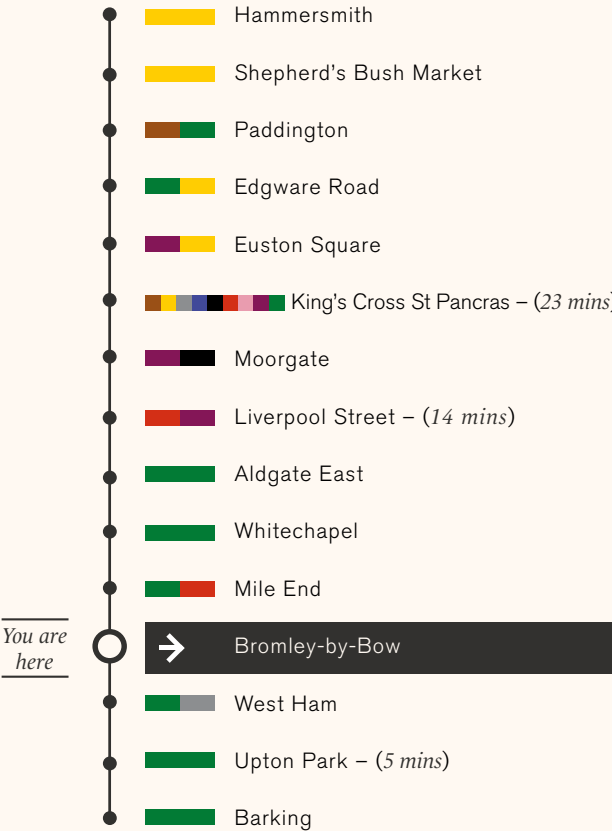 Hammersmith
Shepherd's Bush Market
Paddington
Edgware Road
Euston Square
King's Cross St Pancras – (23 mins)
Moorgate
Liverpool Street – (14 mins)
Aldgate East
Whitechapel
Mile End
You are
here
Bromley-by-Bow
West Ham
Upton Park – (5 mins)
Barking